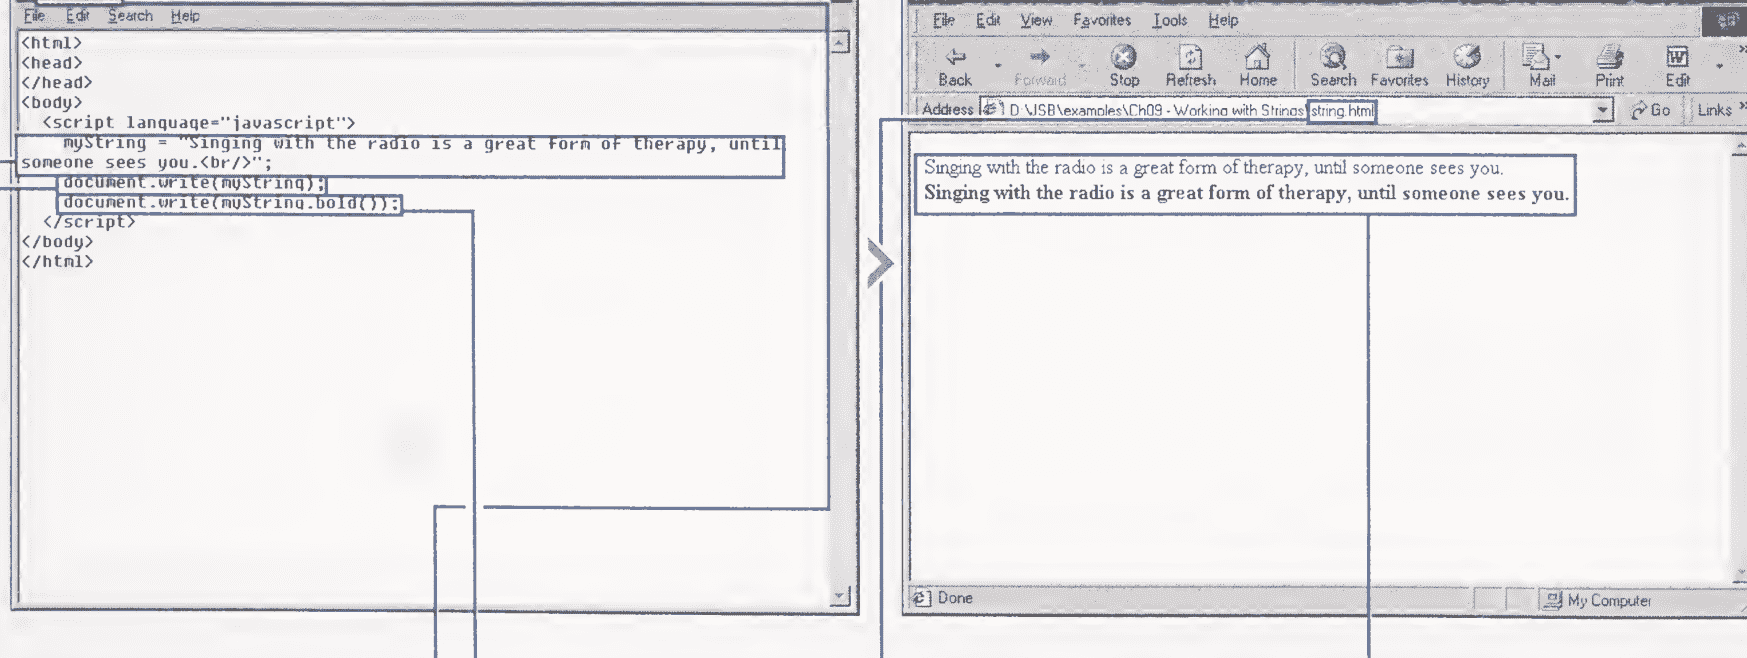 File Edit Search Help
<html>
<head>
</head>
<body>
<script language="javascript">
myString = "Singing with the radio is a great form of therapy, until
someone sees you.<br/>";
document.write(myString);
document.write(myString.bold());
</script>
</body>
</html>
File Edit View Favorites Tools Help
Back Forward Stop Refresh Home Search Favorites History Mail Print Edit
Address D:\JSB\examples\Ch09 - Working with Strings\string.html Go Links
Singing with the radio is a great form of therapy, until someone sees you.
Singing with the radio is a great form of therapy, until someone sees you.
Done My Computer